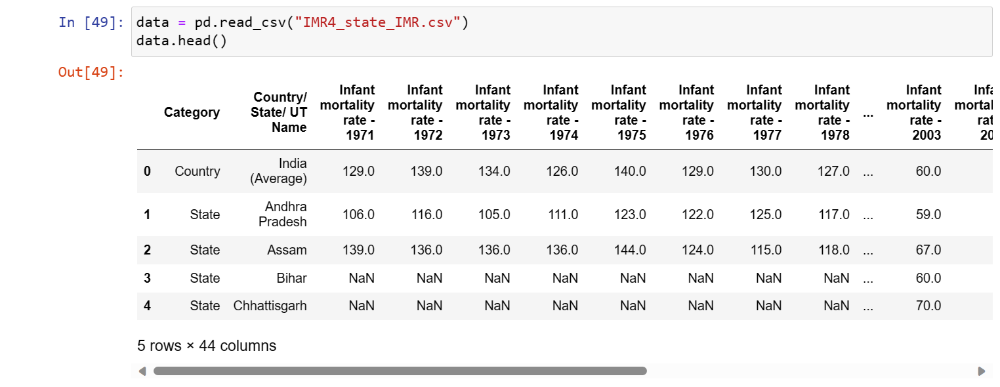 In [49]: data = pd.read_csv("IMR4_state_IMR.csv")
data.head()
Out[49]:
Category Country/ State/ UT Name Infant mortality rate - 1971 Infant mortality rate - 1972 Infant mortality rate - 1973 Infant mortality rate - 1974 Infant mortality rate - 1975 Infant mortality rate - 1976 Infant mortality rate - 1977 Infant mortality rate - 1978 ... Infant mortality rate - 2003
0 Country India (Average) 129.0 139.0 134.0 126.0 140.0 129.0 130.0 127.0 ... 60.0
1 State Andhra Pradesh 106.0 116.0 105.0 111.0 123.0 122.0 125.0 117.0 ... 59.0
2 State Assam 139.0 136.0 136.0 136.0 144.0 124.0 115.0 118.0 ... 67.0
3 State Bihar NaN NaN NaN NaN NaN NaN NaN NaN ... 60.0
4 State Chhattisgarh NaN NaN NaN NaN NaN NaN NaN NaN ... 70.0
5 rows × 44 columns